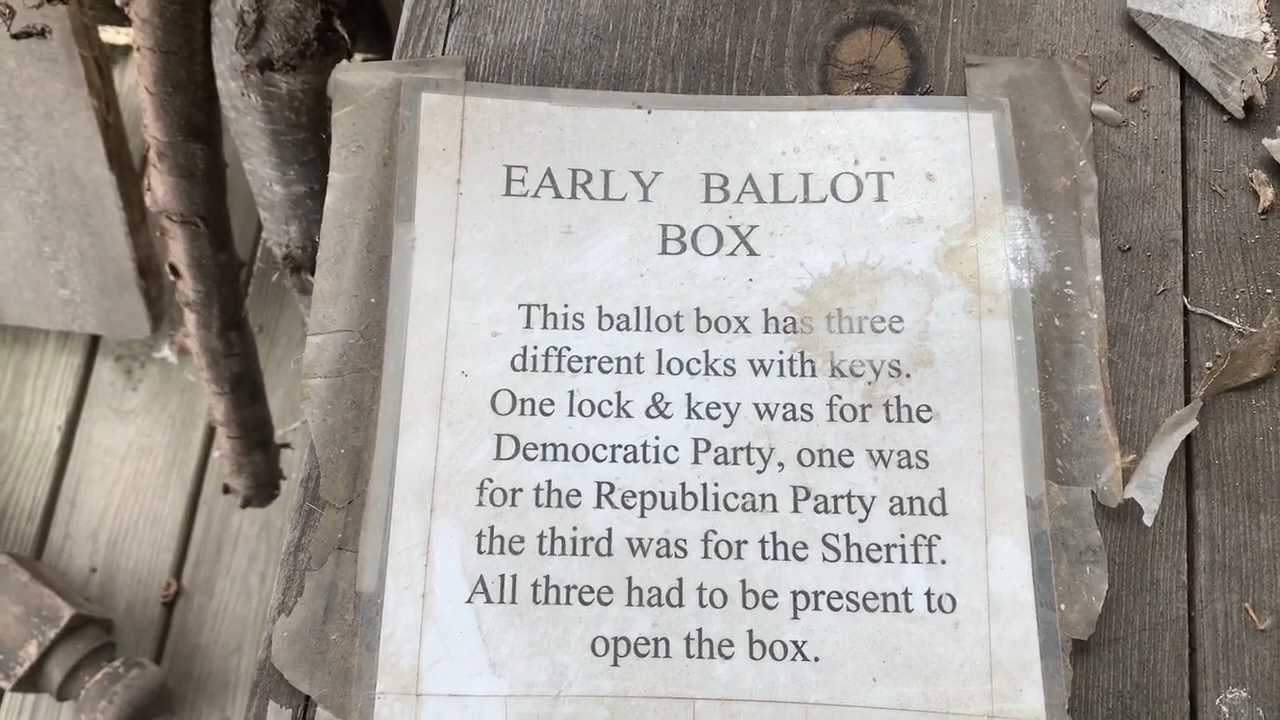 EARLY BALLOT
BOX
This ballot box has three
different locks with keys.
One lock & key was for the
Democratic Party, one was
for the Republican Party and
the third was for the Sheriff.
All three had to be present to
open the box.